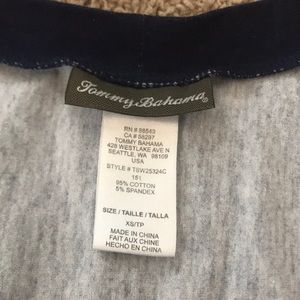 Tommy Bahama®
RN # 88543
CA # 58297
TOMMY BAHAMA
428 WESTLAKE AVE N
SEATTLE, WA 98109
USA
STYLE # TSW25324C
151
95% COTTON
5% SPANDEX
SIZE / TAILLE / TALLA
XS/TP
MADE IN CHINA
FAIT AUX CHINE
HECHO EN CHINA